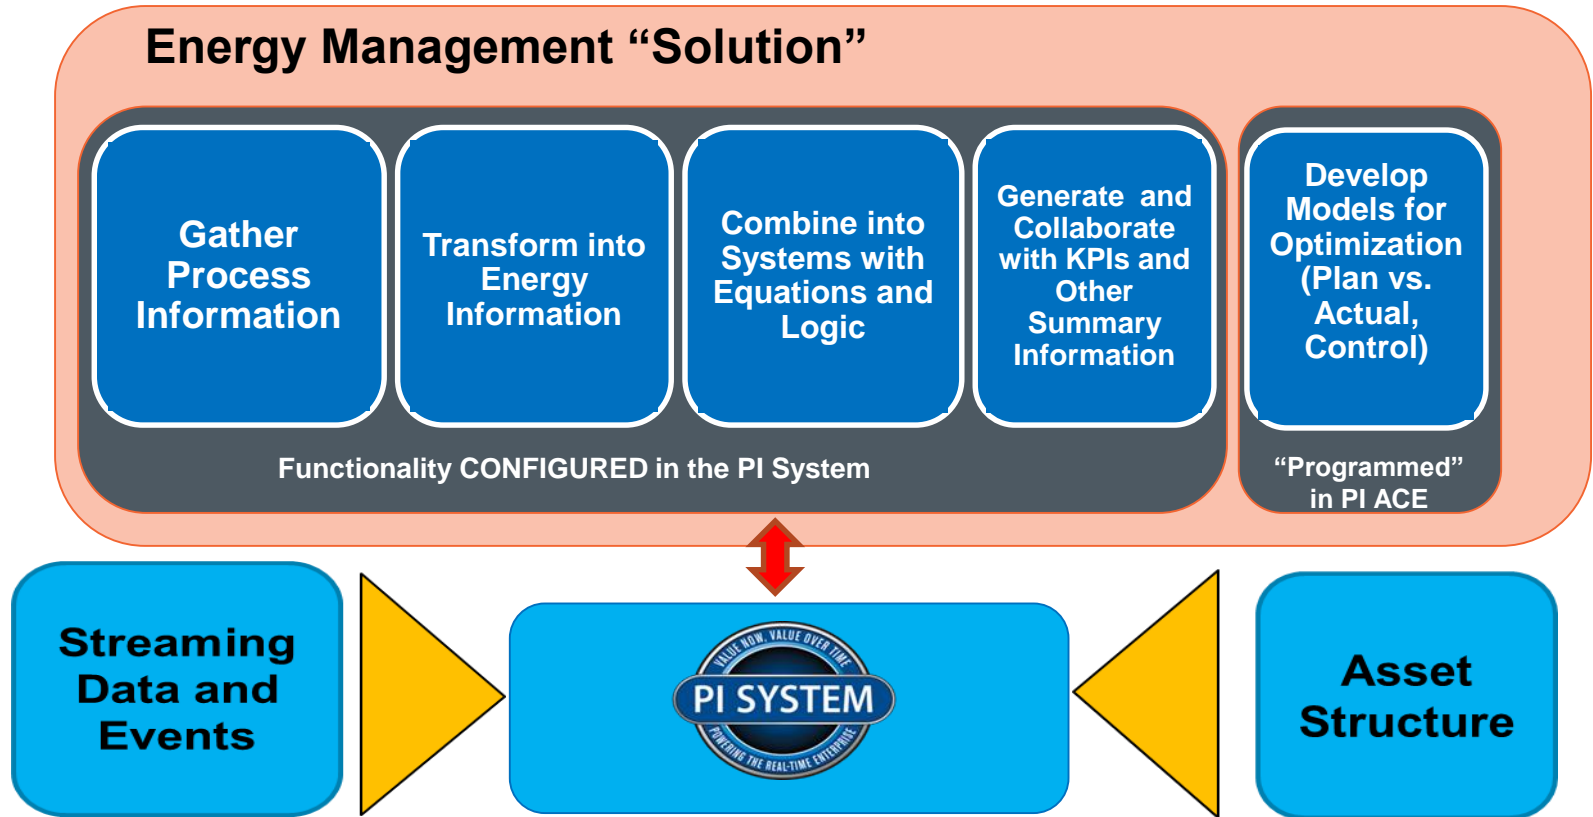 Energy Management “Solution”
Gather
Process
Information
Transform into
Energy
Information
Combine into
Systems with
Equations and
Logic
Generate and
Collaborate
with KPIs and
Other
Summary
Information
Develop
Models for
Optimization
(Plan vs.
Actual,
Control)
Functionality CONFIGURED in the PI System
“Programmed”
in PI ACE
Streaming
Data and
Events
VALUE NOW, VALUE OVER TIME
PI SYSTEM
POWERING THE REAL-TIME ENTERPRISE
Asset
Structure